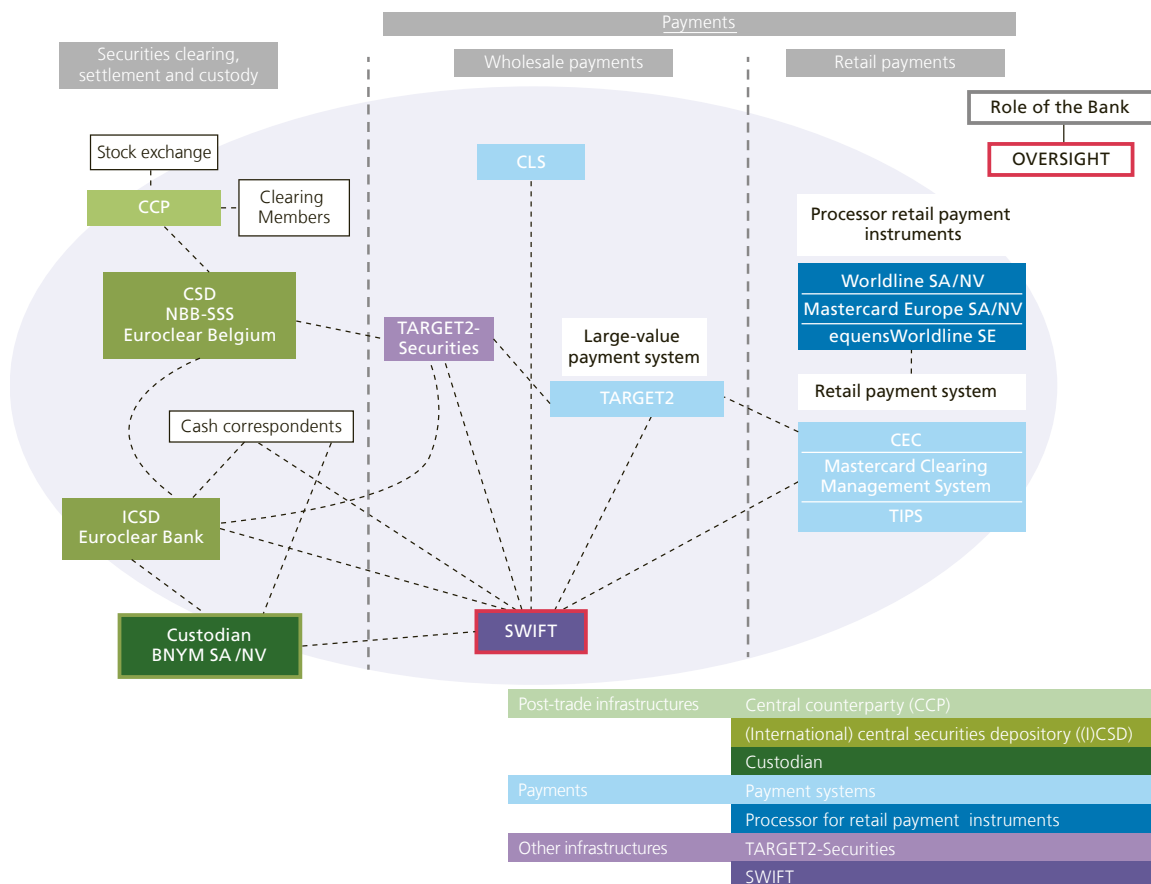 Payments
Securities clearing,
settlement and custody
Wholesale payments
Retail payments
Role of the Bank
OVERSIGHT
Stock exchange
CCP
Clearing
Members
CLS
Processor retail payment
instruments
Worldline SA/NV
Mastercard Europe SA/NV
equensWorldline SE
CSD
NBB-SSS
Euroclear Belgium
TARGET2-
Securities
Large-value
payment system
TARGET2
Retail payment system
CEC
Mastercard Clearing
Management System
TIPS
Cash correspondents
ICSD
Euroclear Bank
Custodian
BNYM SA/NV
SWIFT
Post-trade infrastructures
Central counterparty (CCP)
(International) central securities depository ((I)CSD)
Custodian
Payments
Payment systems
Processor for retail payment instruments
Other infrastructures
TARGET2-Securities
SWIFT